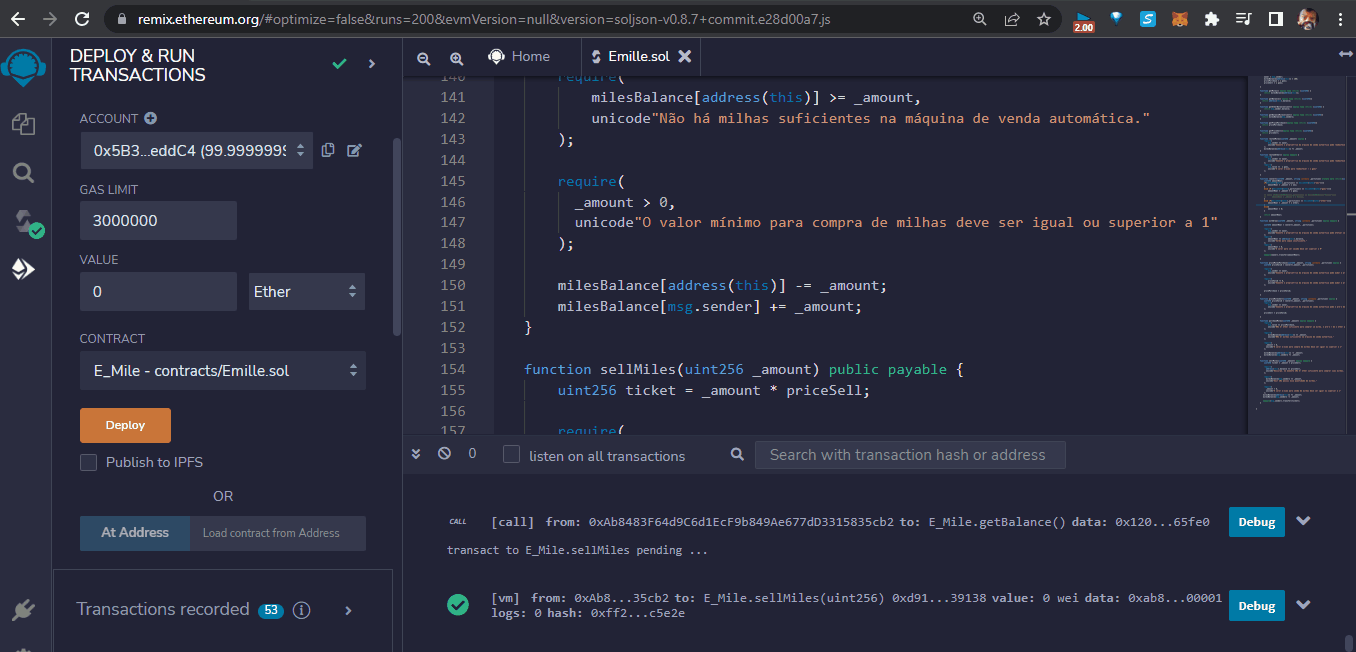 remix.ethereum.org/#optimize=false&runs=200&evmVersion=null&version=soljson-v0.8.7+commit.e28d00a7.js
2.00
DEPLOY & RUN
TRANSACTIONS
ACCOUNT
0x5B3...eddC4 (99.9999999
GAS LIMIT
3000000
VALUE
0
Ether
CONTRACT
E_Mile - contracts/Emille.sol
Deploy
Publish to IPFS
OR
At Address
Load contract from Address
Transactions recorded 53
Home
Emille.sol
140 require(
141 milesBalance[address(this)] >= _amount,
142 unicode"Não há milhas suficientes na máquina de venda automática."
143 );
144
145 require(
146 _amount > 0,
147 unicode"O valor mínimo para compra de milhas deve ser igual ou superior a 1"
148 );
149
150 milesBalance[address(this)] -= _amount;
151 milesBalance[msg.sender] += _amount;
152 }
153
154 function sellMiles(uint256 _amount) public payable {
155 uint256 ticket = _amount * priceSell;
156
157 require(
0
listen on all transactions
Search with transaction hash or address
CALL [call] from: 0xAb8483F64d9C6d1EcF9b849Ae677dD3315835cb2 to: E_Mile.getBalance() data: 0x120...65fe0
Debug
transact to E_Mile.sellMiles pending ...
[vm] from: 0xAb8...35cb2 to: E_Mile.sellMiles(uint256) 0xd91...39138 value: 0 wei data: 0xab8...00001
logs: 0 hash: 0xff2...c5e2e
Debug